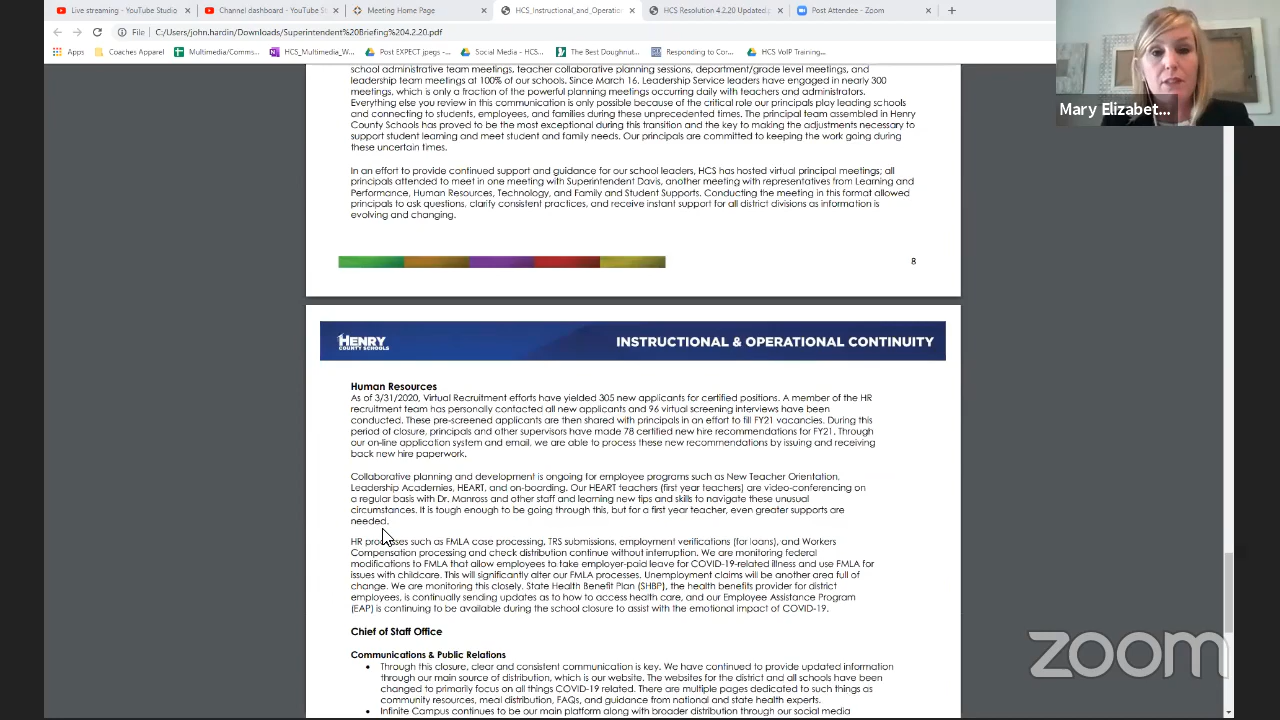 Live streaming - YouTube Studio
Channel dashboard - YouTube S
Meeting Home Page
HCS_Instructional_and_Operation
HCS Resolution 4.2.20 Updated p
Post Attendee - Zoom
File
C:/Users/john.hardin/Downloads/Superintendent%20Briefing%204.2.20.pdf
Apps
Coaches Apparel
Multimedia/Comms...
HCS_Multimedia_W...
Post EXPECT jpegs -...
Social Media - HCS...
The Best Doughnut...
Responding to Cor...
HCS VoIP Training...
Mary Elizabet...
school administrative team meetings, teacher collaborative planning sessions, department/grade level meetings, and
leadership team meetings at 100% of our schools. Since March 16, Leadership Service leaders have engaged in nearly 300
meetings, which is only a fraction of the powerful planning meetings occurring daily with teachers and administrators.
Everything else you review in this communication is only possible because of the critical role our principals play leading schools
and connecting to students, employees, and families during these unprecedented times. The principal team assembled in Henry
County Schools has proved to be the most exceptional during this transition and the key to making the adjustments necessary to
support student learning and meet student and family needs. Our principals are committed to keeping the work going during
these uncertain times.
In an effort to provide continued support and guidance for our school leaders, HCS has hosted virtual principal meetings; all
principals attended to meet in one meeting with Superintendent Davis, another meeting with representatives from Learning and
Performance, Human Resources, Technology, and Family and Student Supports. Conducting the meeting in this format allowed
principals to ask questions, clarify consistent practices, and receive instant support for all district divisions as information is
evolving and changing.
8
HENRY
COUNTY SCHOOLS
INSTRUCTIONAL & OPERATIONAL CONTINUITY
Human Resources
As of 3/31/2020, Virtual Recruitment efforts have yielded 305 new applicants for certified positions. A member of the HR
recruitment team has personally contacted all new applicants and 96 virtual screening interviews have been
conducted. These pre-screened applicants are then shared with principals in an effort to fill FY21 vacancies. During this
period of closure, principals and other supervisors have made 78 certified new hire recommendations for FY21. Through
our on-line application system and email, we are able to process these new recommendations by issuing and receiving
back new hire paperwork.
Collaborative planning and development is ongoing for employee programs such as New Teacher Orientation,
Leadership Academies, HEART, and on-boarding. Our HEART teachers (first year teachers) are video-conferencing on
a regular basis with Dr. Manross and other staff and learning new tips and skills to navigate these unusual
circumstances. It is tough enough to be going through this, but for a first year teacher, even greater supports are
needed.
HR processes such as FMLA case processing, TRS submissions, employment verifications (for loans), and Workers
Compensation processing and check distribution continue without interruption. We are monitoring federal
modifications to FMLA that allow employees to take employer-paid leave for COVID-19-related illness and use FMLA for
issues with childcare. This will significantly alter our FMLA processes. Unemployment claims will be another area full of
change. We are monitoring this closely. State Health Benefit Plan (SHBP), the health benefits provider for district
employees, is continually sending updates as to how to access health care, and our Employee Assistance Program
(EAP) is continuing to be available during the school closure to assist with the emotional impact of COVID-19.
Chief of Staff Office
Communications & Public Relations
• Through this closure, clear and consistent communication is key. We have continued to provide updated information
through our main source of distribution, which is our website. The websites for the district and all schools have been
changed to primarily focus on all things COVID-19 related. There are multiple pages dedicated to such things as
community resources, meal distribution, FAQs, and guidance from national and state health experts.
• Infinite Campus continues to be our main platform along with broader distribution through our social media
zoom